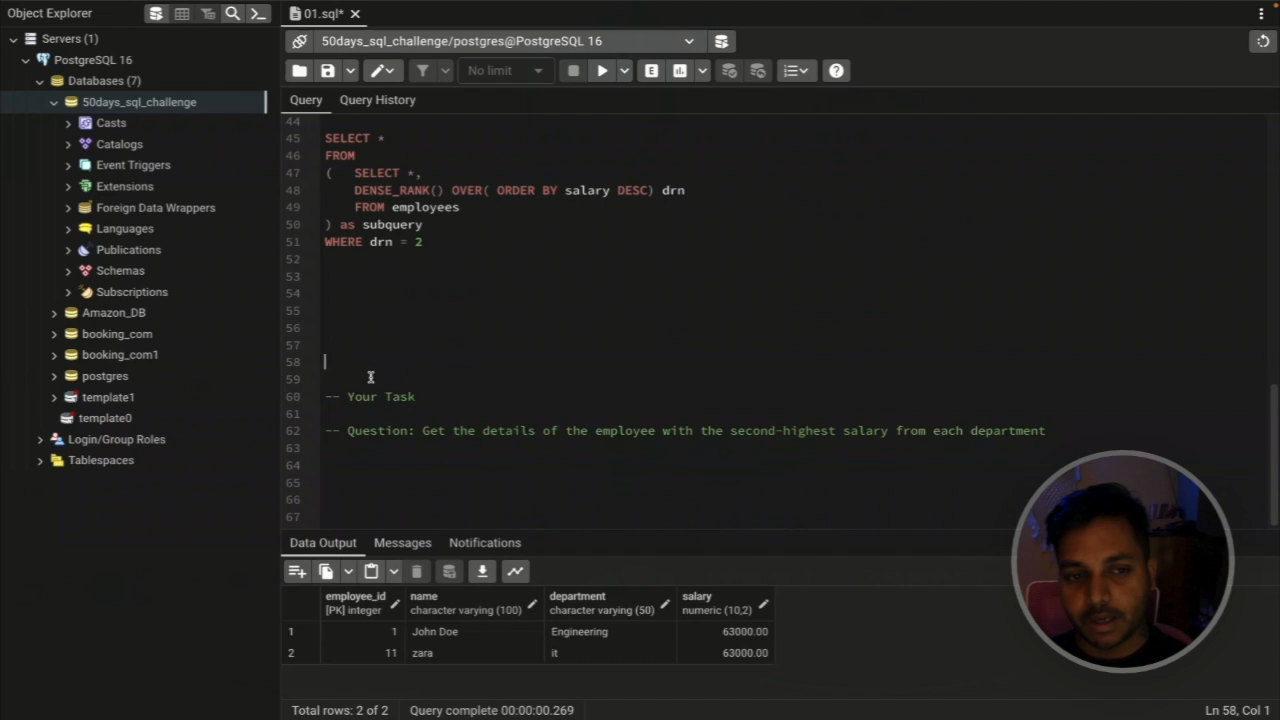 Object Explorer
01.sql*
Servers (1)
PostgreSQL 16
Databases (7)
50days_sql_challenge
Casts
Catalogs
Event Triggers
Extensions
Foreign Data Wrappers
Languages
Publications
Schemas
Subscriptions
Amazon_DB
booking_com
booking_com1
postgres
template1
template0
Login/Group Roles
Tablespaces
50days_sql_challenge/postgres@PostgreSQL 16
No limit
E
Query Query History
44
45 SELECT *
46 FROM
47 ( SELECT *,
48 DENSE_RANK() OVER( ORDER BY salary DESC) drn
49 FROM employees
50 ) as subquery
51 WHERE drn = 2
52
53
54
55
56
57
58
59
60 -- Your Task
61
62 -- Question: Get the details of the employee with the second-highest salary from each department
63
64
65
66
67
Data Output Messages Notifications
employee_id name department salary
[PK] integer character varying (100) character varying (50) numeric (10,2)
1 1 John Doe Engineering 63000.00
2 11 zara it 63000.00
Total rows: 2 of 2 Query complete 00:00:00.269 Ln 58, Col 1